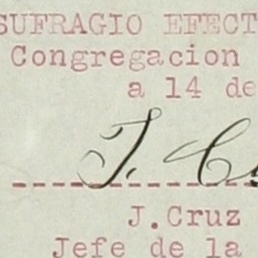 SUFRAGIO EFECT
Congregacion
a 14 de
J. C
J.Cruz
Jefe de la